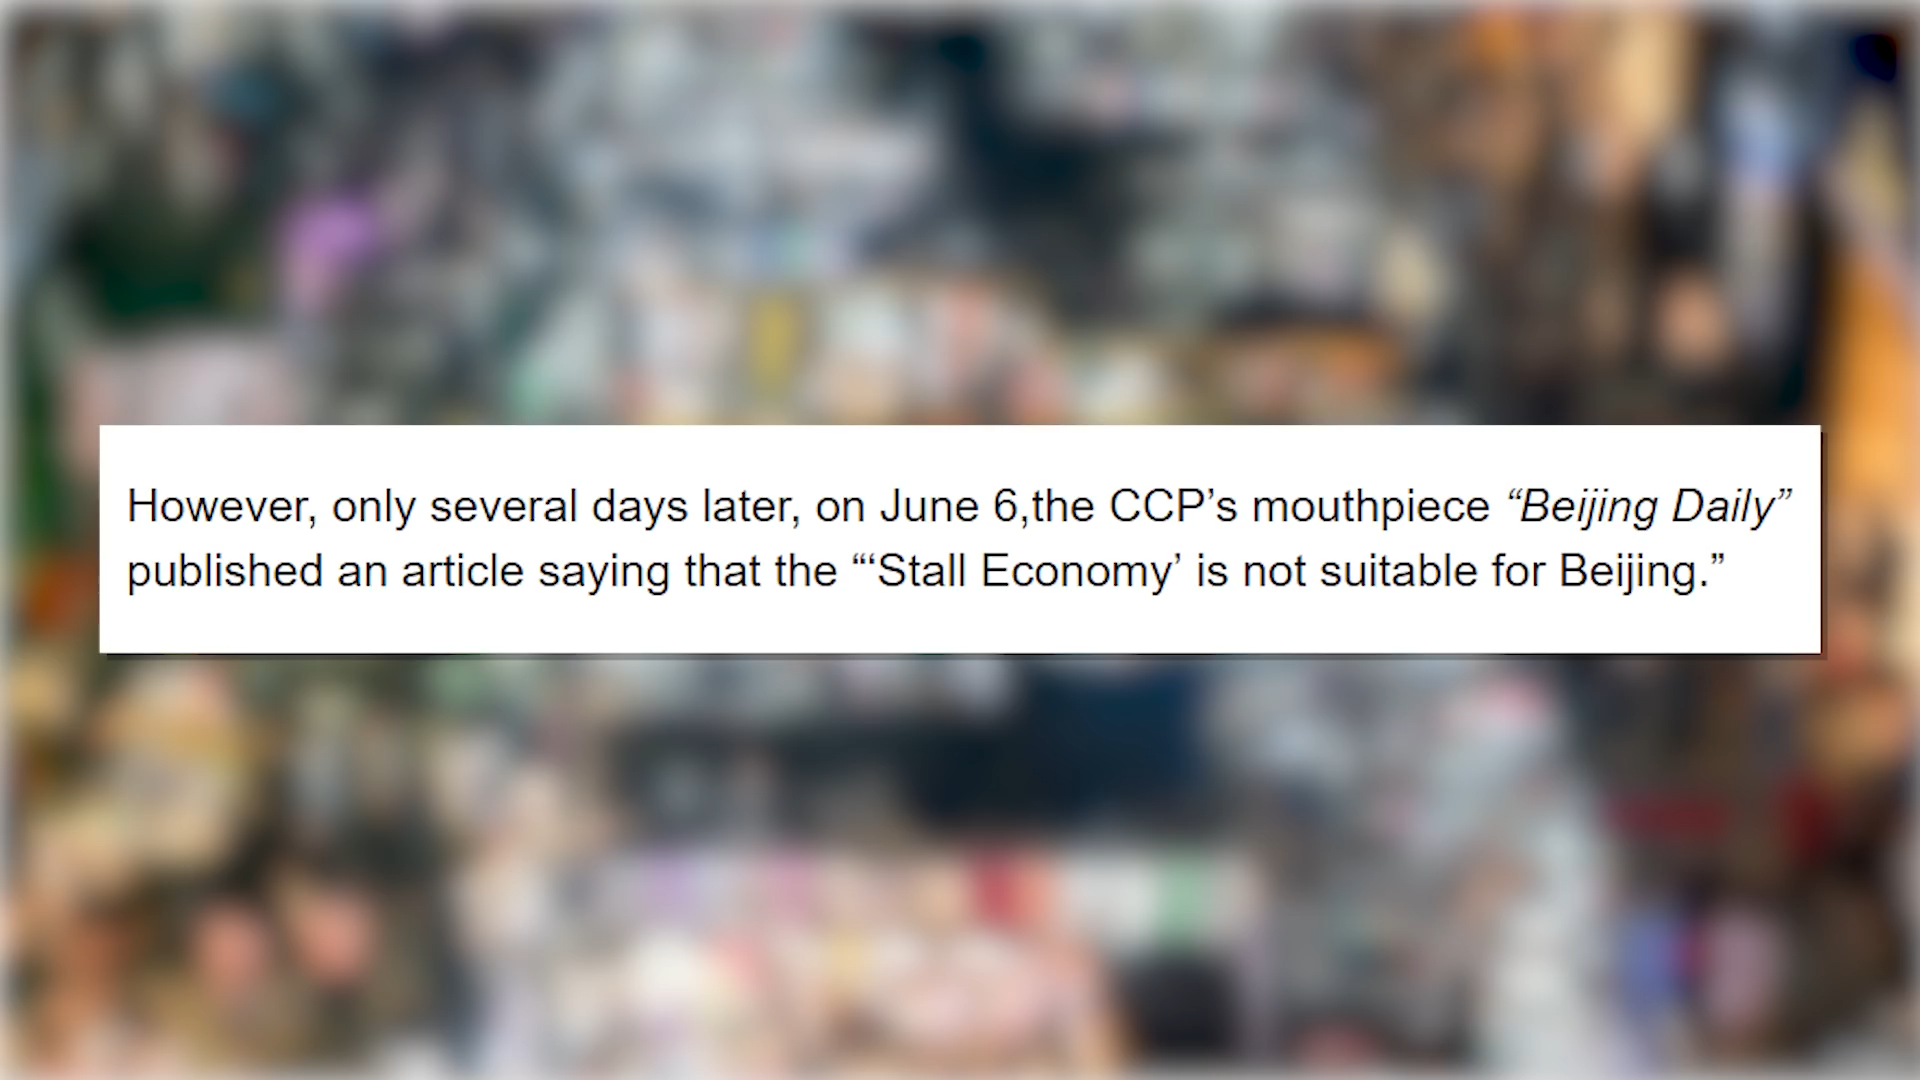 However, only several days later, on June 6,the CCP’s mouthpiece “Beijing Daily”
published an article saying that the “‘Stall Economy’ is not suitable for Beijing.”